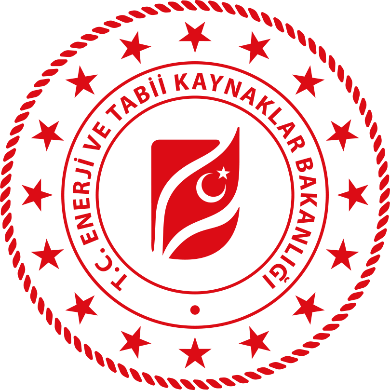 T.C. ENERJİ VE TABİİ KAYNAKLAR BAKANLIĞI